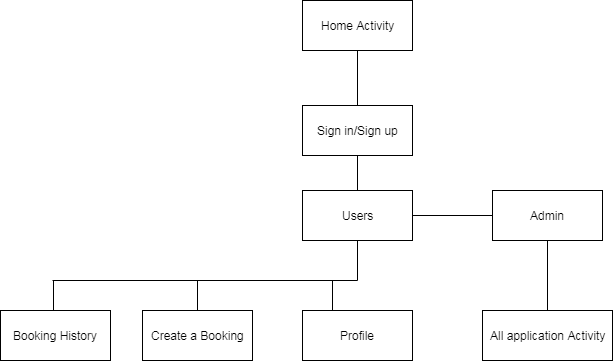 Home Activity
Sign in/Sign up
Users
Admin
Booking History
Create a Booking
Profile
All application Activity